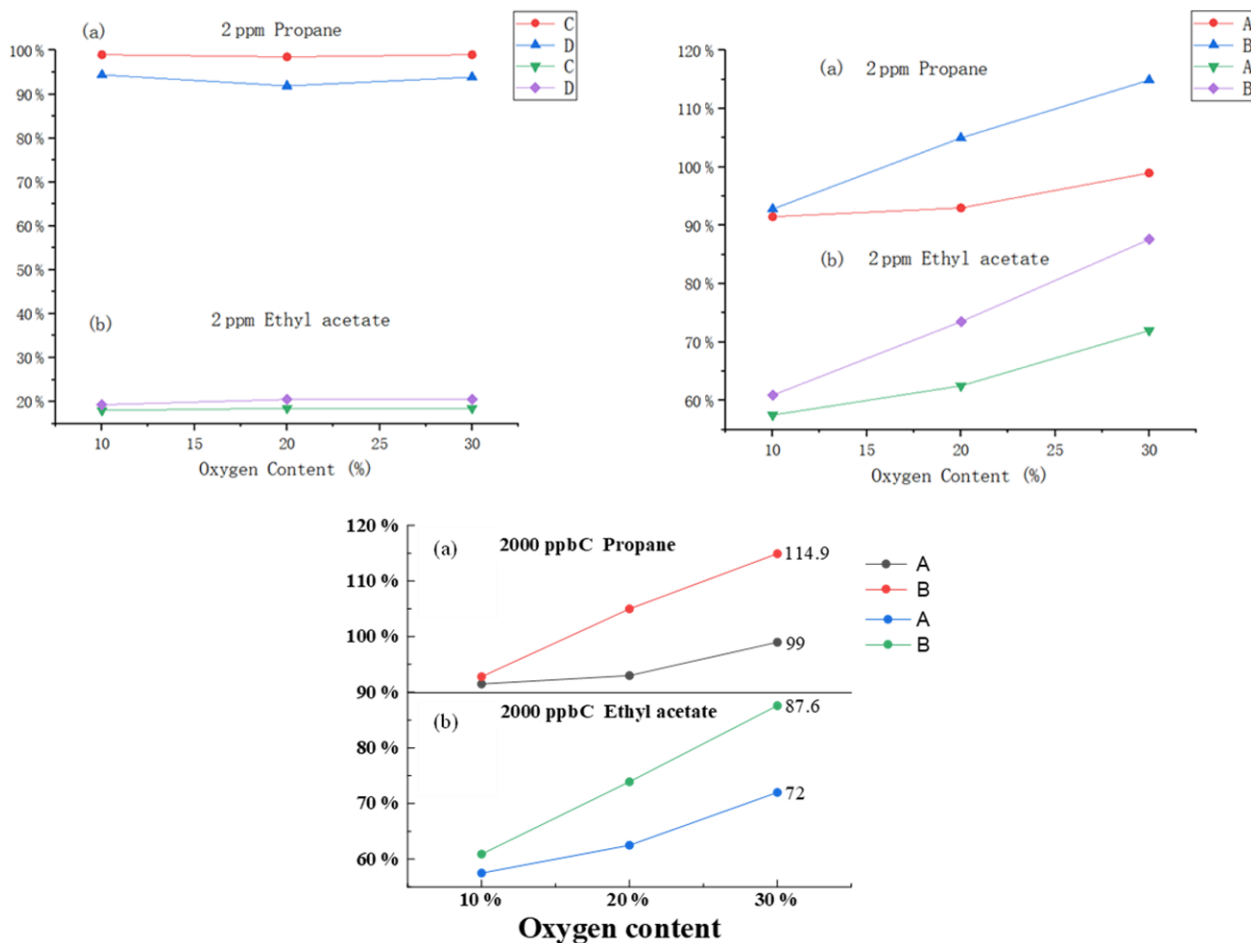 (a) 2 ppm Propane
C
D
C
D
100 %
90 %
80 %
70 %
60 %
50 %
40 %
30 %
20 %
(b) 2 ppm Ethyl acetate
10 15 20 25 30
Oxygen Content (%)
A
B
A
B
120 %
110 %
100 %
90 %
80 %
70 %
60 %
(a) 2 ppm Propane
(b) 2 ppm Ethyl acetate
10 15 20 25 30
Oxygen Content (%)
120 %
110 %
100 %
90 %
80 %
70 %
60 %
(a) 2000 ppbC Propane
114.9
99
(b) 2000 ppbC Ethyl acetate
87.6
72
A
B
A
B
10 % 20 % 30 %
Oxygen content